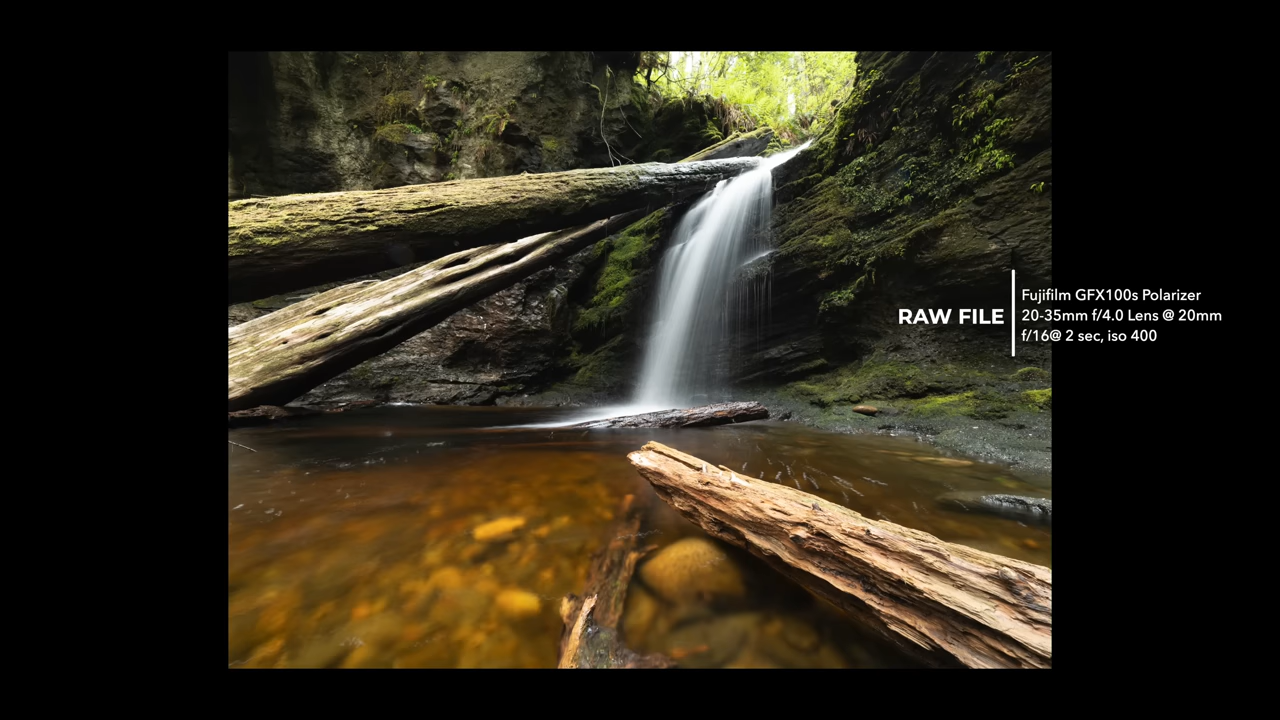 RAW FILE
Fujifilm GFX100s Polarizer
20-35mm f/4.0 Lens @ 20mm
f/16@ 2 sec, iso 400